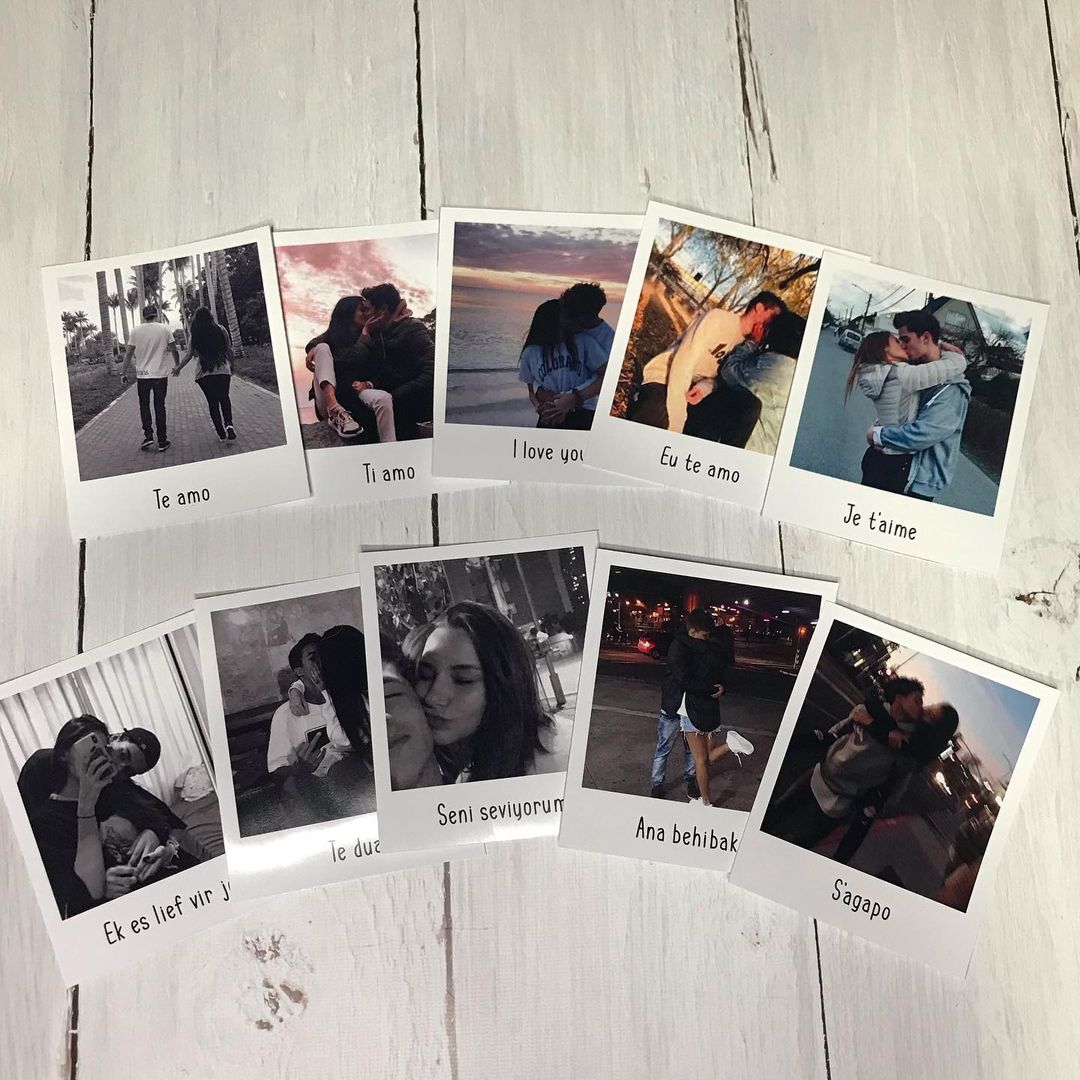 Te amo
Ti amo
COLORADO
I love you
Eu te amo
Je t'aime
Ek es lief vir j
Te dua
Seni seviyorum
Ana behibak
S'agapo